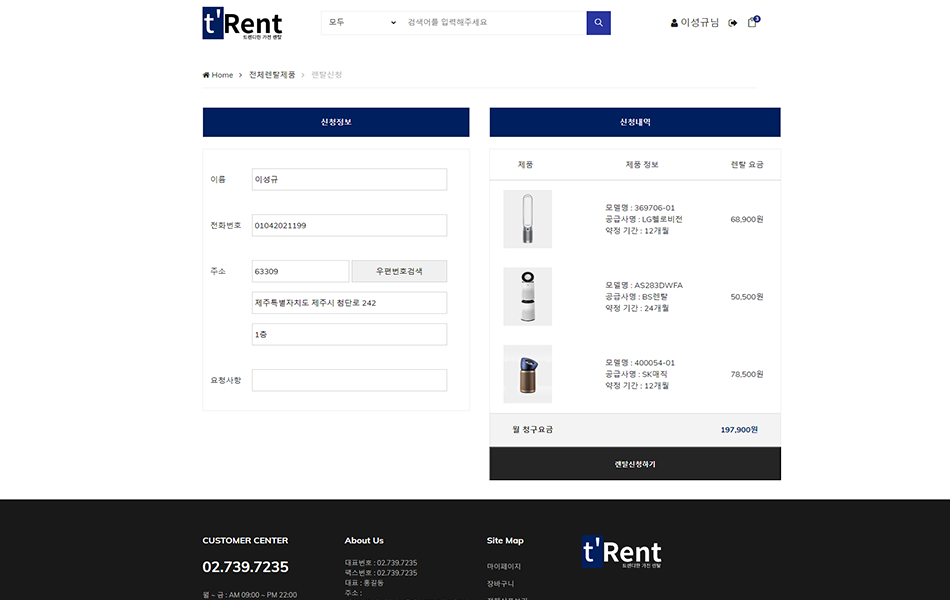 t'Rent
트렌디한 가전 렌탈
모두
검색어를 입력해주세요
이성규님
3
Home > 전체렌탈제품 > 렌탈신청
신청정보
이름
이성규
전화번호
01042021199
주소
63309
우편번호검색
제주특별자치도 제주시 첨단로 242
1층
요청사항
신청내역
제품 제품 정보 렌탈 요금
모델명 : 369706-01
공급사명 : LG헬로비전
약정 기간 : 12개월
68,900원
모델명 : AS283DWFA
공급사명 : BS렌탈
약정 기간 : 24개월
50,500원
모델명 : 400054-01
공급사명 : SK매직
약정 기간 : 12개월
78,500원
월 청구요금 197,900원
렌탈신청하기
CUSTOMER CENTER
02.739.7235
월 ~ 금 : AM 09:00 ~ PM 22:00
About Us
대표번호 : 02.739.7235
팩스번호 : 02.739.7235
대표 : 홍길동
주소 :
Site Map
마이페이지
장바구니
t'Rent
트렌디한 가전 렌탈